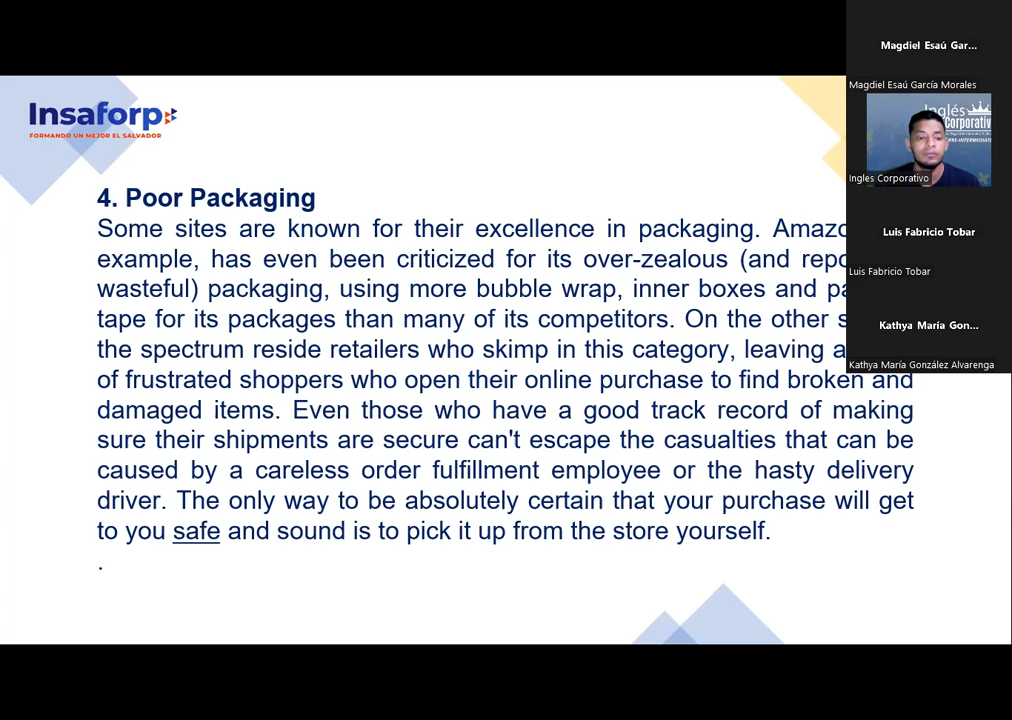 Insaforp
FORMANDO UN MEJOR EL SALVADOR
4. Poor Packaging
Some sites are known for their excellence in packaging. Amazo
example, has even been criticized for its over-zealous (and repo
wasteful) packaging, using more bubble wrap, inner boxes and pa
tape for its packages than many of its competitors. On the other s
the spectrum reside retailers who skimp in this category, leaving a
of frustrated shoppers who open their online purchase to find broken and
damaged items. Even those who have a good track record of making
sure their shipments are secure can't escape the casualties that can be
caused by a careless order fulfillment employee or the hasty delivery
driver. The only way to be absolutely certain that your purchase will get
to you safe and sound is to pick it up from the store yourself.
.
Magdiel Esaú Gar...
Magdiel Esaú García Morales
Inglés
Corporativ
PRE-INTERMEDIATE
Ingles Corporativo
Luis Fabricio Tobar
Luis Fabricio Tobar
Kathya María Gon...
Kathya María González Alvarenga